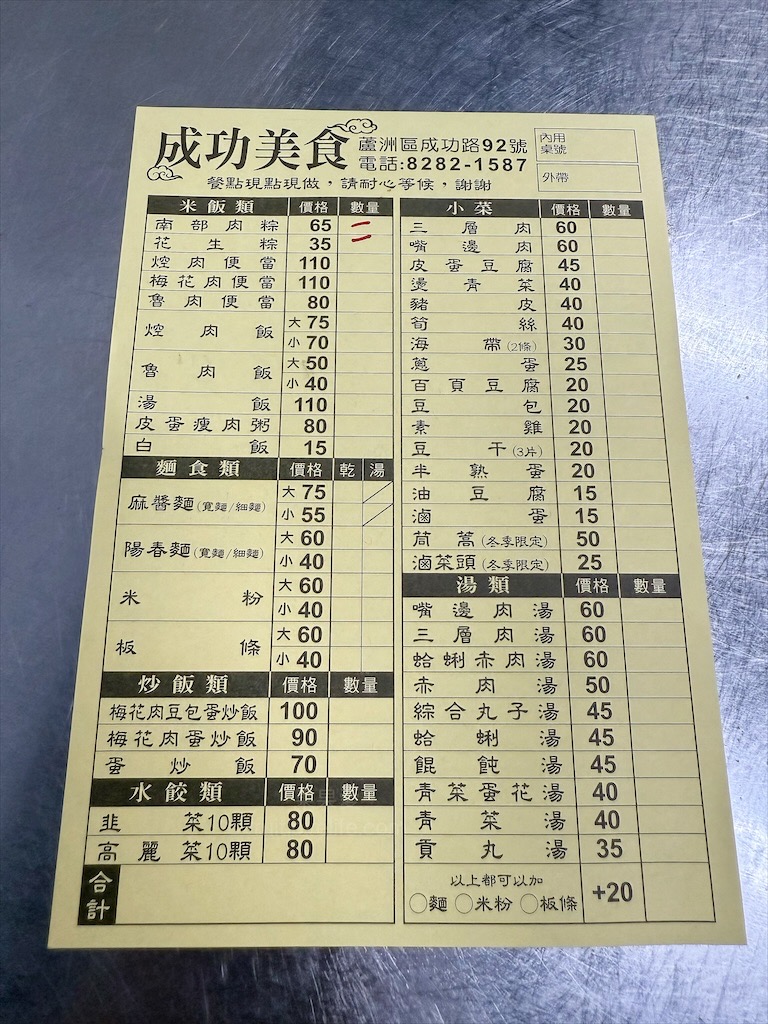 成功美食
蘆洲區成功路92號
電話:8282-1587
餐點現點現做，請耐心等候，謝謝
內用
桌號
外帶
米飯類 價格 數量
南部肉粽 65 二
花生粽 35 一
焢肉便當 110
梅花肉便當 110
魯肉便當 80
焢肉飯 大 75
小 70
魯肉飯 大 50
小 40
湯飯 110
皮蛋瘦肉粥 80
白飯 15
麵食類 價格 乾 湯
麻醬麵(寬麵/細麵) 大 75
小 55
陽春麵(寬麵/細麵) 大 60
小 40
米粉 大 60
小 40
板條 大 60
小 40
炒飯類 價格 數量
梅花肉豆包蛋炒飯 100
梅花肉蛋炒飯 90
蛋炒飯 70
水餃類 價格 數量
韭菜10顆 80
高麗菜10顆 80
合計
小菜 價格 數量
三層肉 60
嘴邊肉 60
皮蛋豆腐 45
燙青菜 40
豬皮 40
筍絲 40
海帶(2條) 30
蔥蛋 25
百頁豆腐 20
豆包 20
素雞 20
豆干(3片) 20
半熟蛋 20
油豆腐 15
滷蛋 15
茼蒿(冬季限定) 50
滷菜頭(冬季限定) 25
湯類 價格 數量
嘴邊肉湯 60
三層肉湯 60
蛤蜊赤肉湯 60
赤肉湯 50
綜合丸子湯 45
蛤蜊湯 45
餛飩湯 45
青菜蛋花湯 40
青菜湯 40
貢丸湯 35
以上都可以加
○麵 ○米粉 ○板條 +20